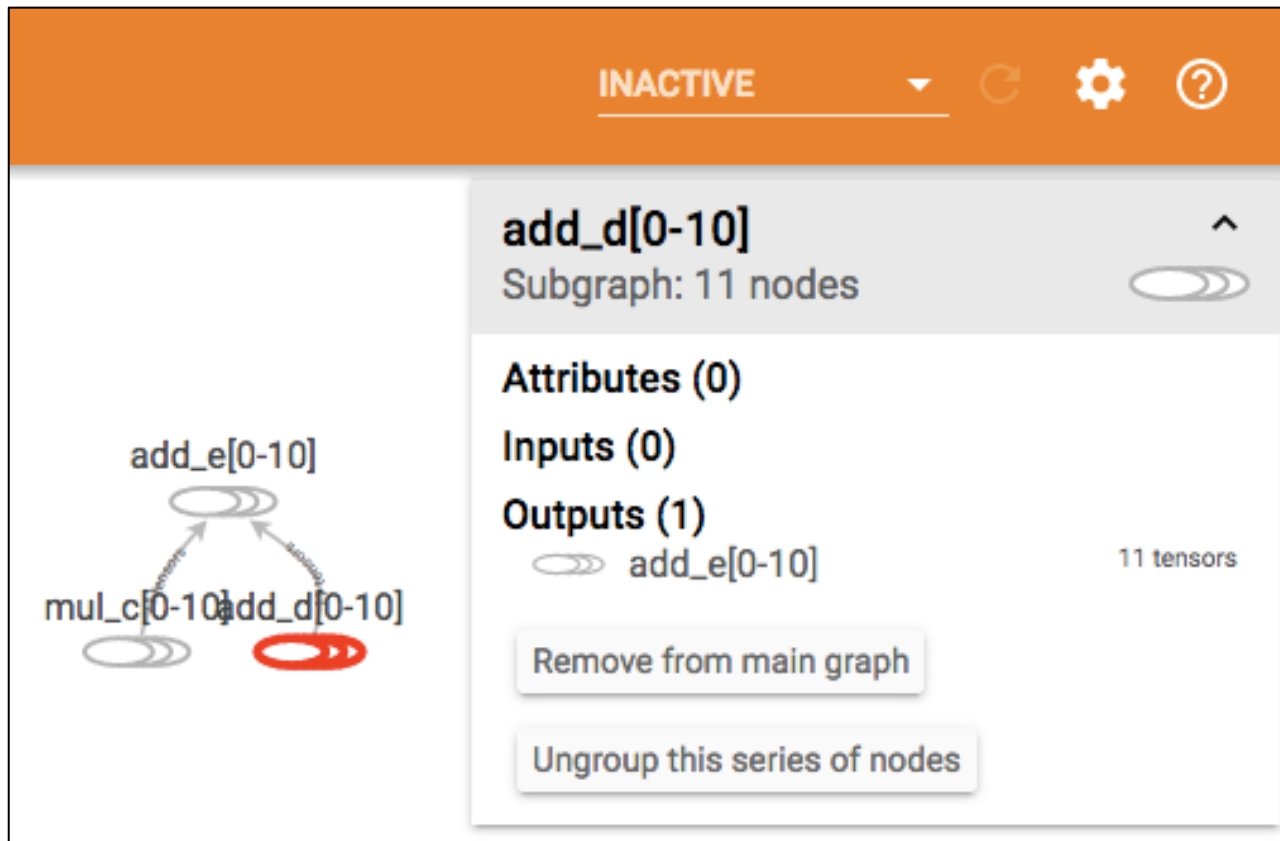 INACTIVE
add_d[0-10]
Subgraph: 11 nodes
Attributes (0)
Inputs (0)
Outputs (1)
add_e[0-10]
11 tensors
Remove from main graph
Ungroup this series of nodes
add_e[0-10]
tensors
mul_c[0-10]
add_d[0-10]